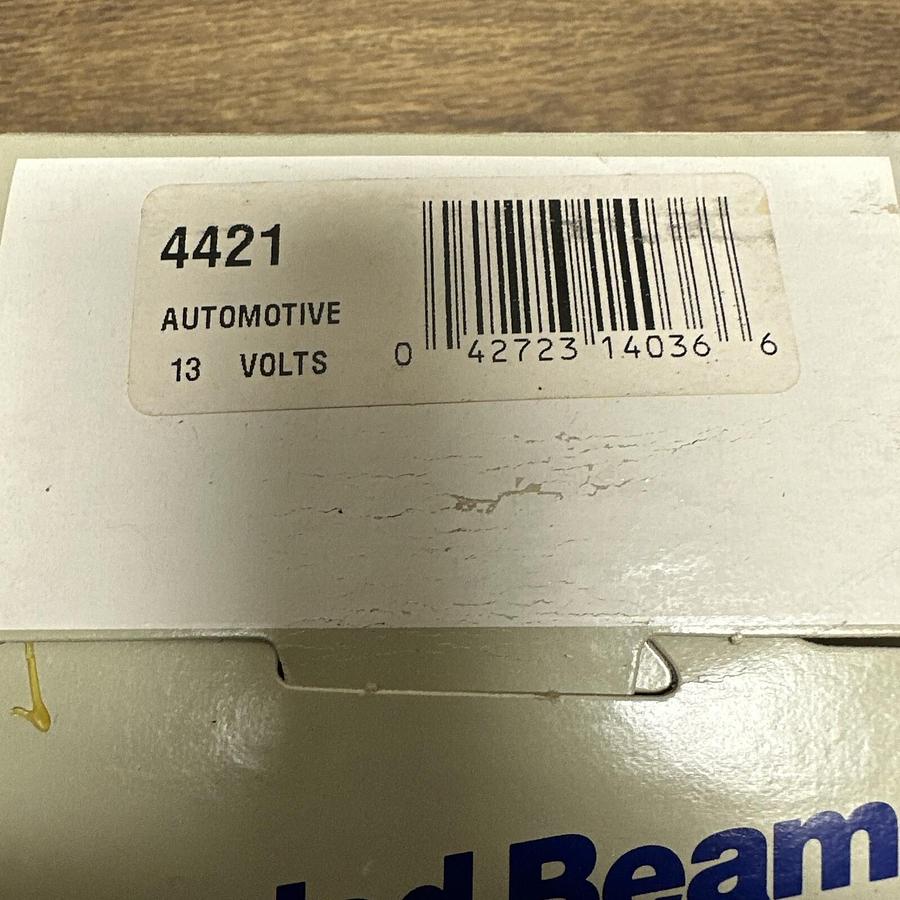 4421
AUTOMOTIVE
13 VOLTS
0 42723 14036 6
Beam